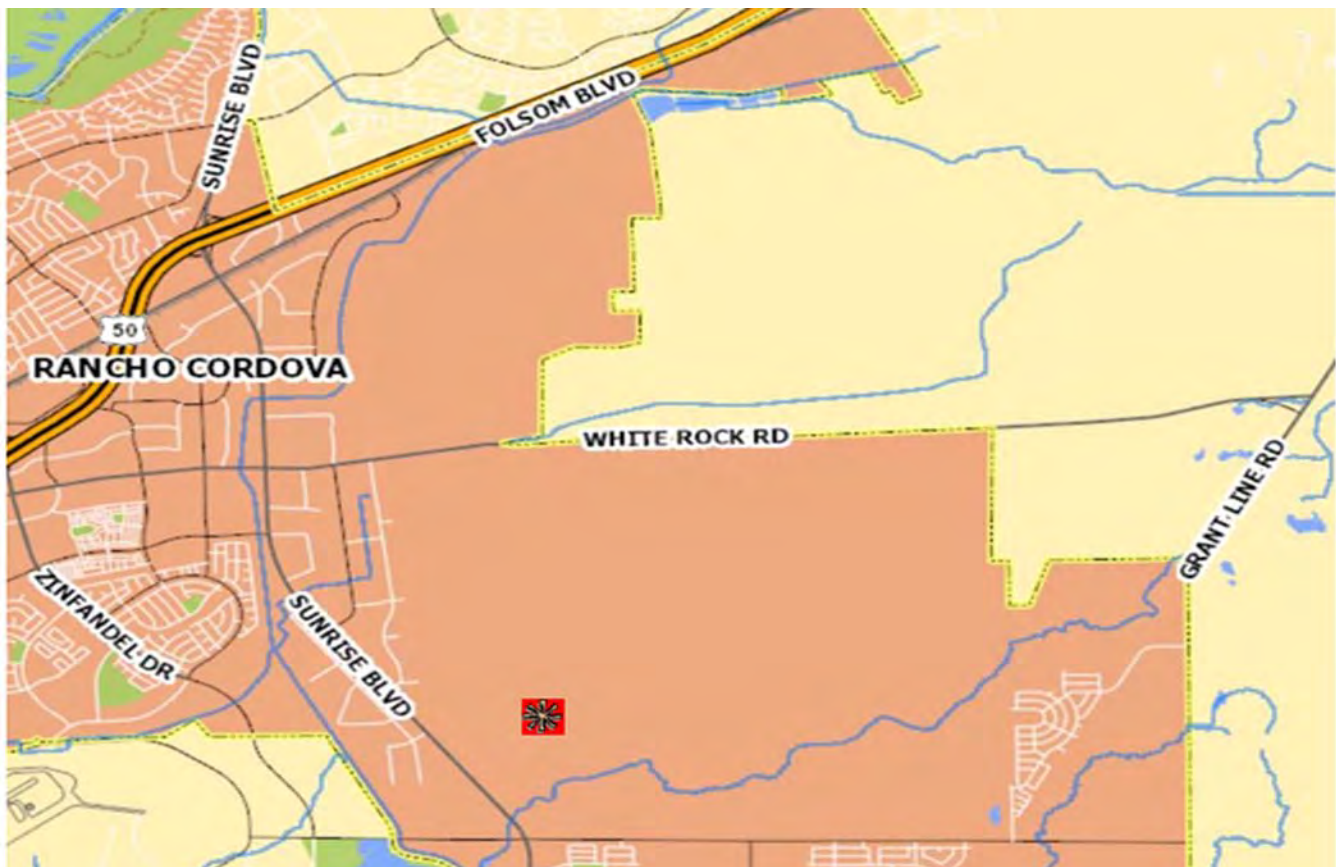 SUNRISE BLVD
FOLSOM BLVD
50
RANCHO CORDOVA
WHITE ROCK RD
GRANT LINE RD
ZINFANDEL DR
SUNRISE BLVD